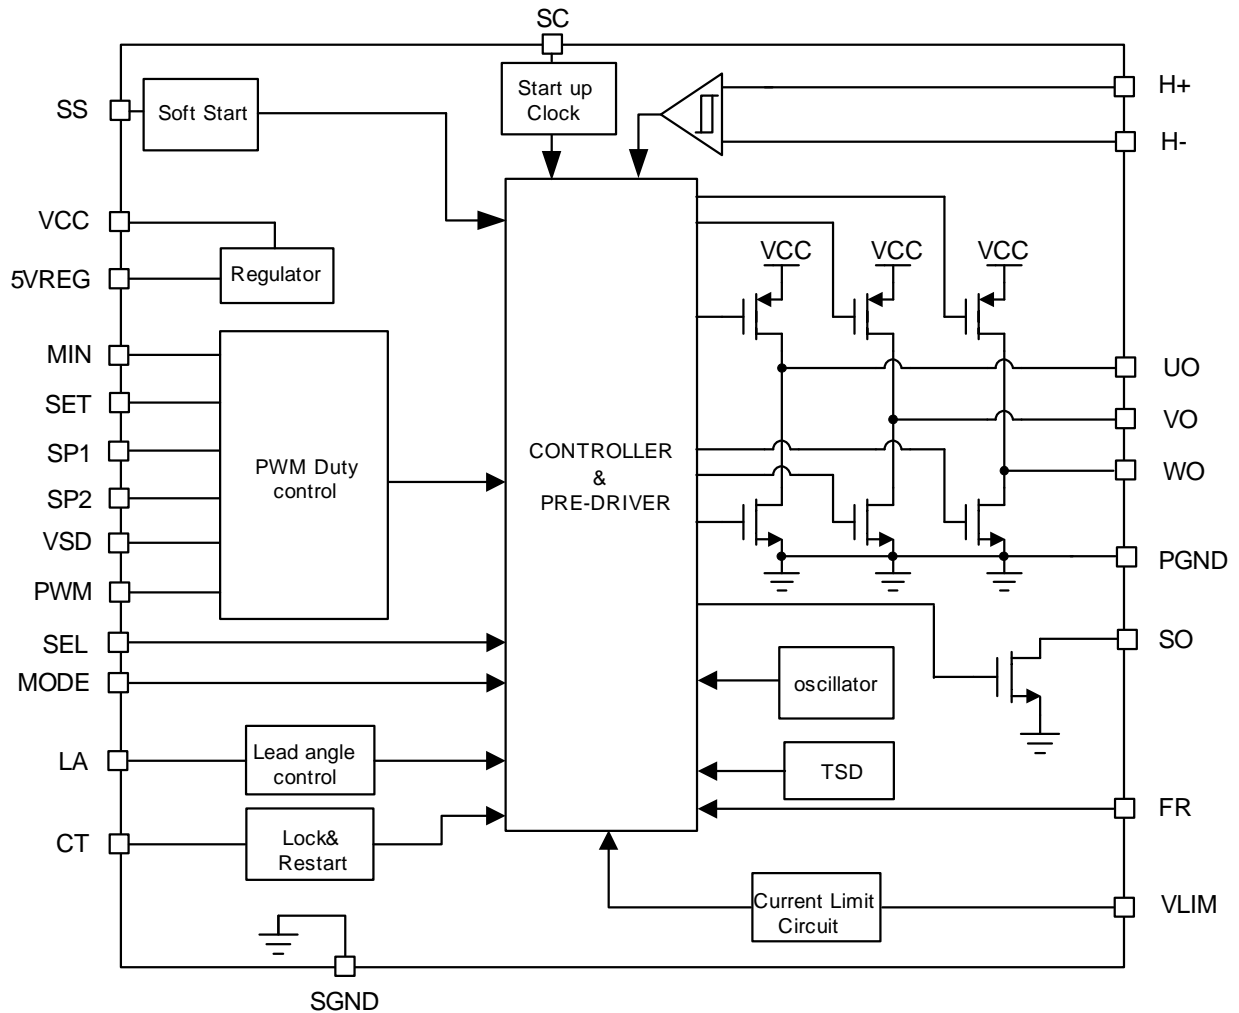 SC
SS
Soft Start
Start up
Clock
H+
H-
VCC
5VREG
Regulator
VCC
VCC
VCC
MIN
SET
SP1
SP2
VSD
PWM
PWM Duty
control
CONTROLLER
&
PRE-DRIVER
UO
VO
WO
PGND
SEL
MODE
SO
oscillator
LA
Lead angle
control
TSD
CT
Lock&
Restart
FR
Current Limit
Circuit
VLIM
SGND